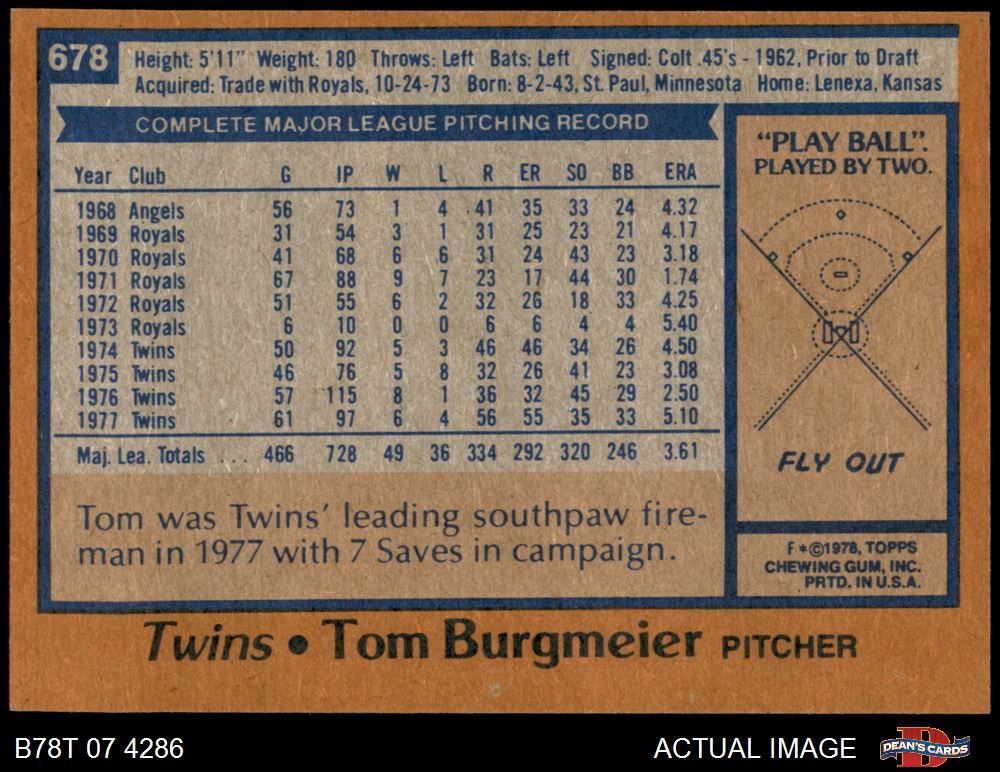 678
Height: 5'11" Weight: 180 Throws: Left Bats: Left Signed: Colt .45's - 1962, Prior to Draft
Acquired: Trade with Royals, 10-24-73 Born: 8-2-43, St. Paul, Minnesota Home: Lenexa, Kansas
COMPLETE MAJOR LEAGUE PITCHING RECORD
Year Club G IP W L R ER SO BB ERA
1968 Angels 56 73 1 4 41 35 33 24 4.32
1969 Royals 31 54 3 1 31 25 23 21 4.17
1970 Royals 41 68 6 6 31 24 43 23 3.18
1971 Royals 67 88 9 7 23 17 44 30 1.74
1972 Royals 51 55 6 2 32 26 18 33 4.25
1973 Royals 6 10 0 0 6 6 4 4 5.40
1974 Twins 50 92 5 3 46 46 34 26 4.50
1975 Twins 46 76 5 8 32 26 41 23 3.08
1976 Twins 57 115 8 1 36 32 45 29 2.50
1977 Twins 61 97 6 4 56 55 35 33 5.10
Maj. Lea. Totals ... 466 728 49 36 334 292 320 246 3.61
Tom was Twins' leading southpaw fire-
man in 1977 with 7 Saves in campaign.
"PLAY BALL".
PLAYED BY TWO.
FLY OUT
F *©1978, TOPPS
CHEWING GUM, INC.
PRTD. IN U.S.A.
Twins • Tom Burgmeier PITCHER
B78T 07 4286
ACTUAL IMAGE
D
DEAN'S CARDS